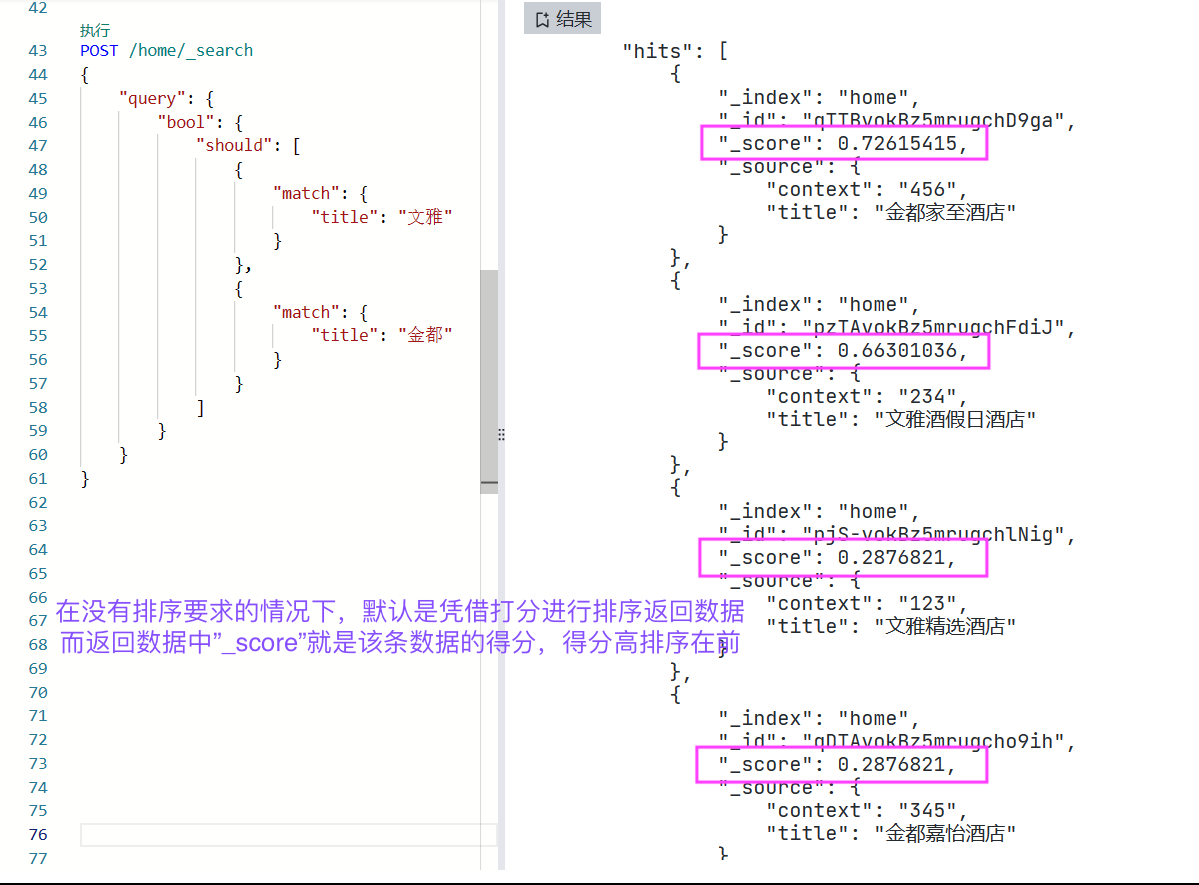 42
执行
43 POST /home/_search
44 {
45 "query": {
46 "bool": {
47 "should": [
48 {
49 "match": {
50 "title": "文雅"
51 }
52 },
53 {
54 "match": {
55 "title": "金都"
56 }
57 }
58 ]
59 }
60 }
61 }
62
63
64
65
66
67
68
69
70
71
72
73
74
75
76
77
在没有排序要求的情况下，默认是凭借打分进行排序返回数据
而返回数据中”_score”就是该条数据的得分，得分高排序在前
结果
"hits": [
{
"_index": "home",
"_id": "qTTBvokBz5mrugchD9ga",
"_score": 0.72615415,
"_source": {
"context": "456",
"title": "金都家至酒店"
}
},
{
"_index": "home",
"_id": "pzTAvokBz5mrugchFdiJ",
"_score": 0.66301036,
"_source": {
"context": "234",
"title": "文雅酒假日酒店"
}
},
{
"_index": "home",
"_id": "pjS-vokBz5mrugchlNig",
"_score": 0.2876821,
"_source": {
"context": "123",
"title": "文雅精选酒店"
}
},
{
"_index": "home",
"_id": "qDTAvokBz5mrugcho9ih",
"_score": 0.2876821,
"_source": {
"context": "345",
"title": "金都嘉怡酒店"
}